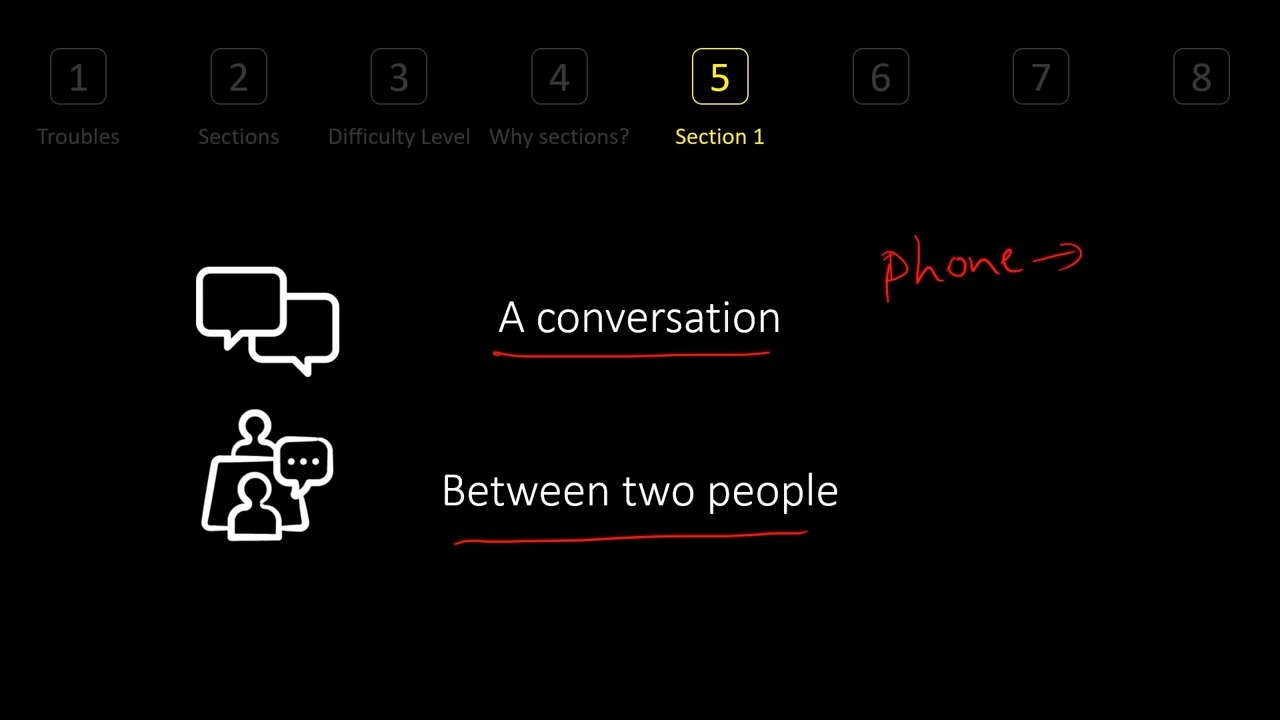 1 2 3 4 5 6 7 8
Troubles Sections Difficulty Level Why sections? Section 1
phone →
A conversation
Between two people